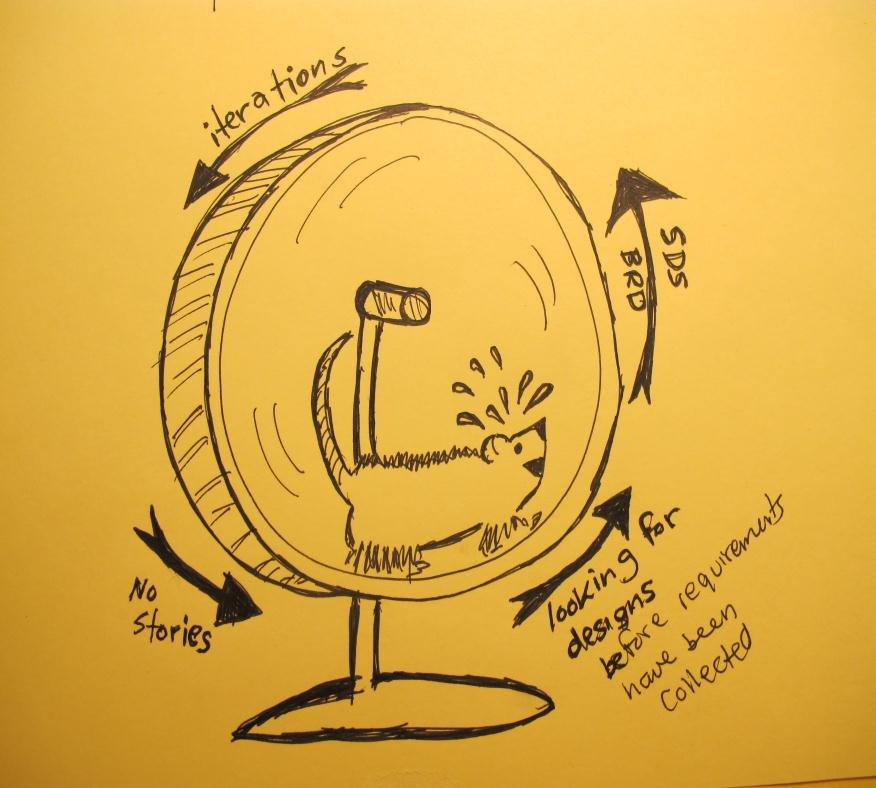 iterations
SDS
BRD
No
Stories
looking for
designs
before requirements
have been
Collected